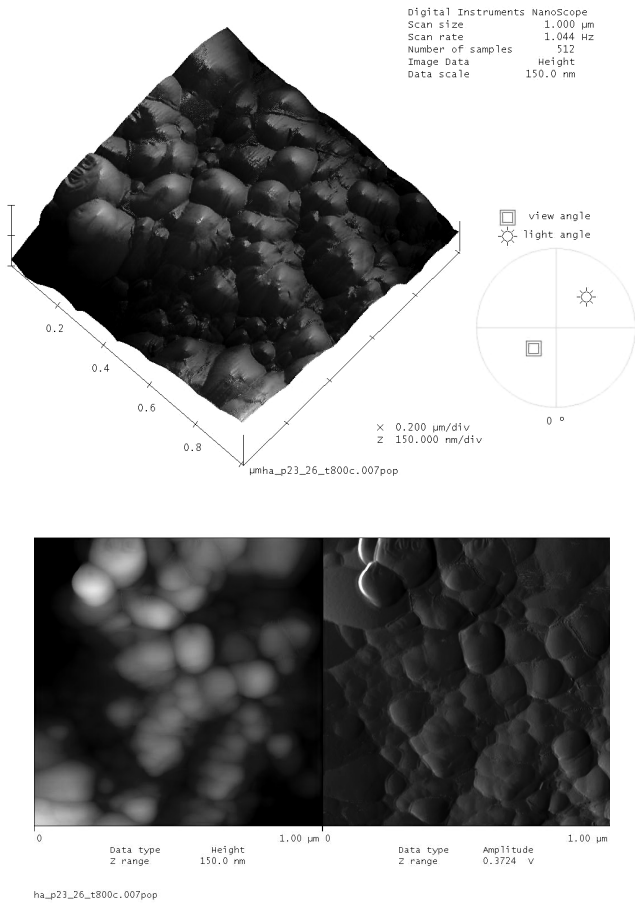 Digital Instruments NanoScope
Scan size 1.000 µm
Scan rate 1.044 Hz
Number of samples 512
Image Data Height
Data scale 150.0 nm
view angle
light angle
0 °
0.2
0.4
0.6
0.8
X 0.200 µm/div
Z 150.000 nm/div
µm
ha_p23_26_t800c.007pop
0 1.00 µm
Data type Height
Z range 150.0 nm
0 1.00 µm
Data type Amplitude
Z range 0.3724 V
ha_p23_26_t800c.007pop